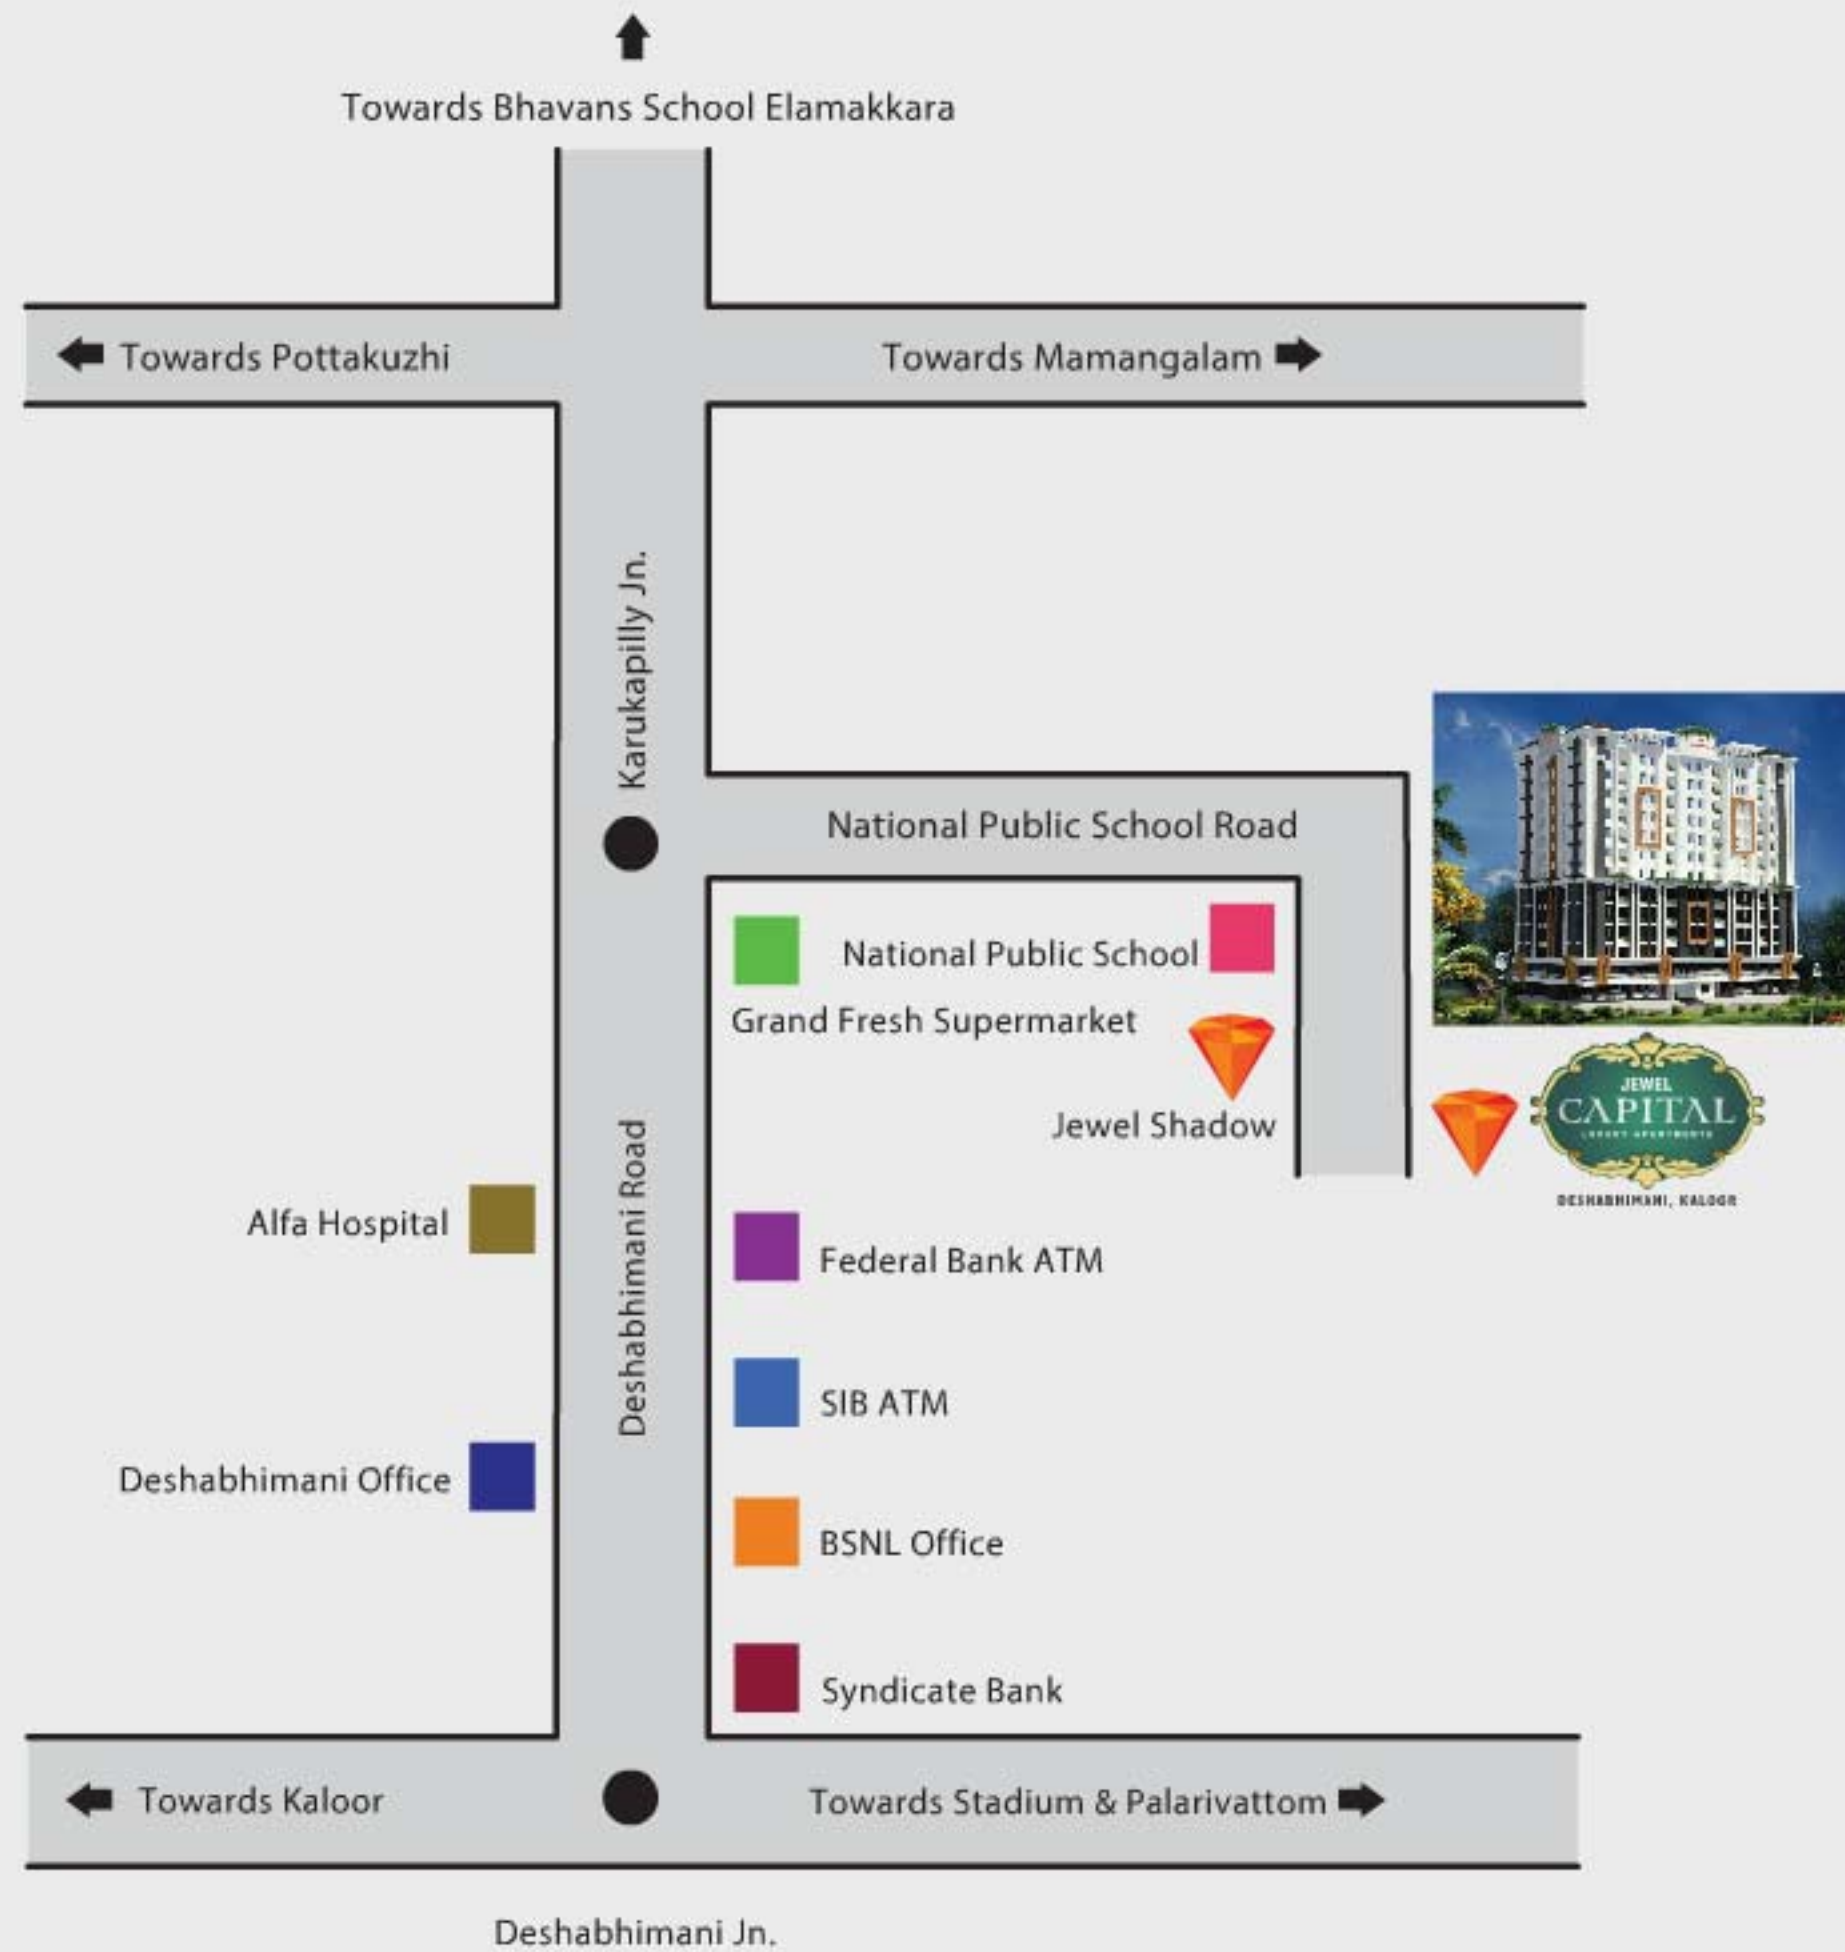 Towards Bhavans School Elamakkara
Towards Pottakuzhi
Towards Mamangalam
Karukapilly Jn.
National Public School Road
National Public School
Grand Fresh Supermarket
Jewel Shadow
JEWEL
CAPITAL
LUXURY APARTMENTS
DESHABHIMANI, KALOOR
Deshabhimani Road
Alfa Hospital
Federal Bank ATM
SIB ATM
Deshabhimani Office
BSNL Office
Syndicate Bank
Towards Kaloor
Towards Stadium & Palarivattom
Deshabhimani Jn.